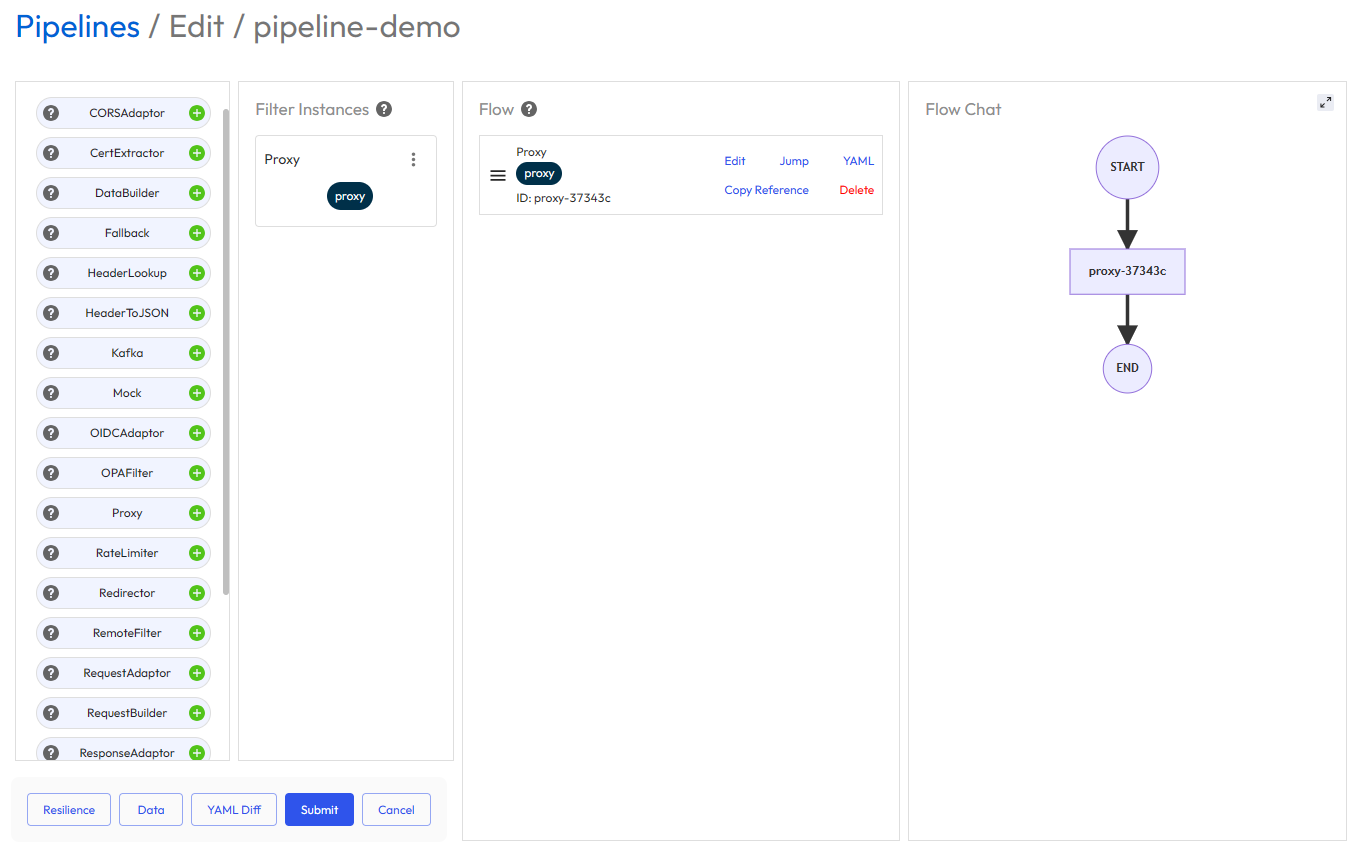 Pipelines / Edit / pipeline-demo
CORSAdaptor
CertExtractor
DataBuilder
Fallback
HeaderLookup
HeaderToJSON
Kafka
Mock
OIDCAdaptor
OPAFilter
Proxy
RateLimiter
Redirector
RemoteFilter
RequestAdaptor
RequestBuilder
ResponseAdaptor
Filter Instances
Proxy
proxy
Flow
Proxy
proxy
ID: proxy-37343c
Edit Jump YAML
Copy Reference Delete
Flow Chat
START
proxy-37343c
END
Resilience Data YAML Diff Submit Cancel